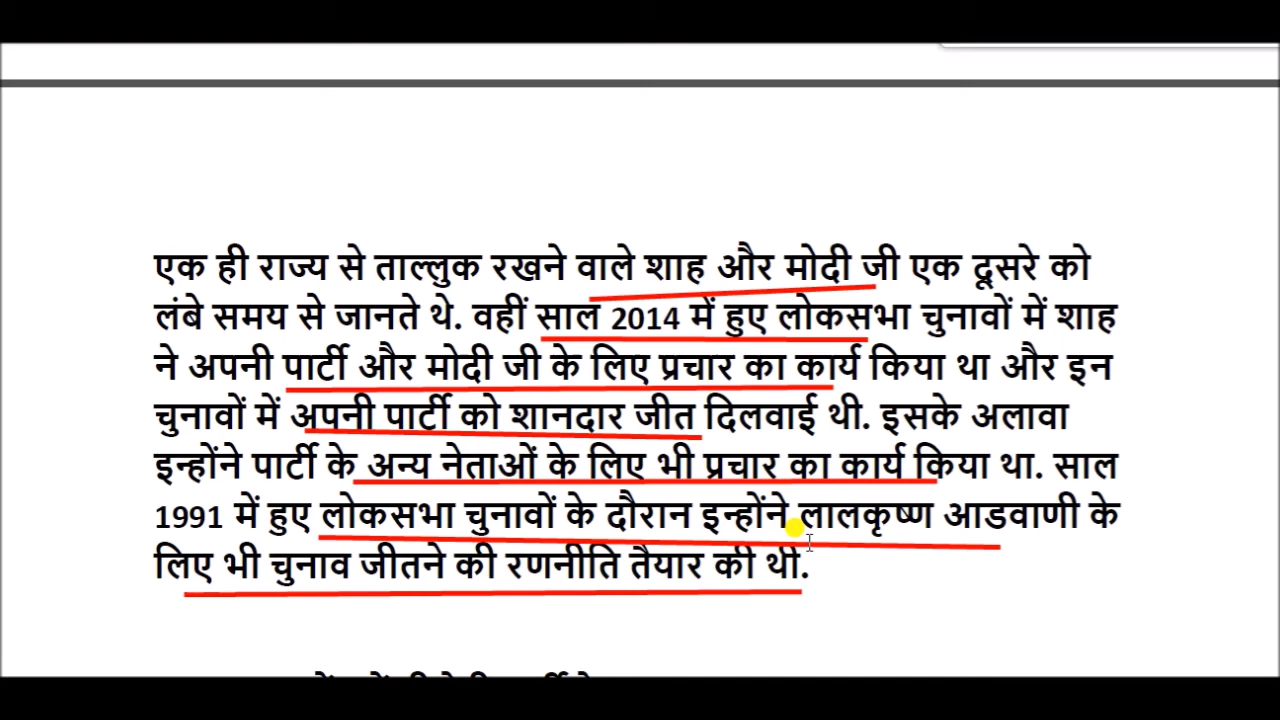 एक ही राज्य से ताल्लुक रखने वाले शाह और मोदी जी एक दूसरे को
लंबे समय से जानते थे. वहीं साल 2014 में हुए लोकसभा चुनावों में शाह
ने अपनी पार्टी और मोदी जी के लिए प्रचार का कार्य किया था और इन
चुनावों में अपनी पार्टी को शानदार जीत दिलवाई थी. इसके अलावा
इन्होंने पार्टी के अन्य नेताओं के लिए भी प्रचार का कार्य किया था. साल
1991 में हुए लोकसभा चुनावों के दौरान इन्होंने लालकृष्ण आडवाणी के
लिए भी चुनाव जीतने की रणनीति तैयार की थी.